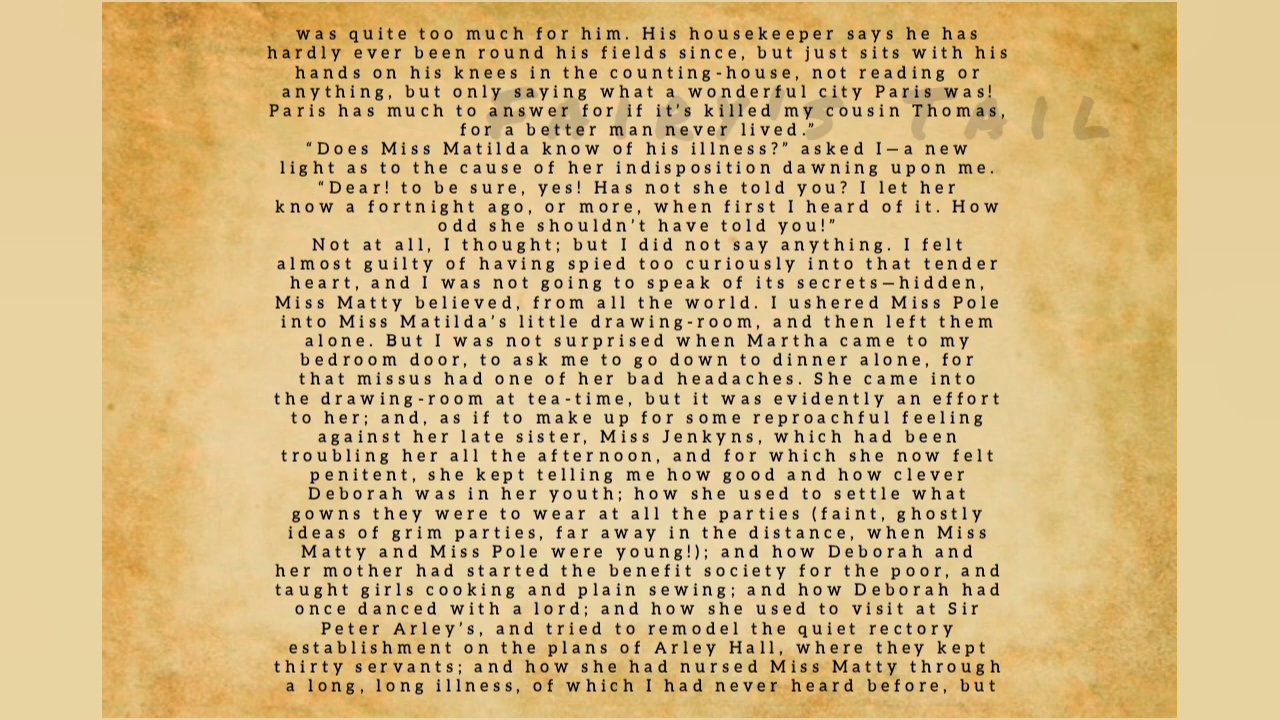 was quite too much for him. His housekeeper says he has
hardly ever been round his fields since, but just sits with his
hands on his knees in the counting-house, not reading or
anything, but only saying what a wonderful city Paris was!
Paris has much to answer for if it’s killed my cousin Thomas,
for a better man never lived.”
“Does Miss Matilda know of his illness?” asked I—a new
light as to the cause of her indisposition dawning upon me.
“Dear! to be sure, yes! Has not she told you? I let her
know a fortnight ago, or more, when first I heard of it. How
odd she shouldn’t have told you!”
Not at all, I thought; but I did not say anything. I felt
almost guilty of having spied too curiously into that tender
heart, and I was not going to speak of its secrets—hidden,
Miss Matty believed, from all the world. I ushered Miss Pole
into Miss Matilda’s little drawing-room, and then left them
alone. But I was not surprised when Martha came to my
bedroom door, to ask me to go down to dinner alone, for
that missus had one of her bad headaches. She came into
the drawing-room at tea-time, but it was evidently an effort
to her; and, as if to make up for some reproachful feeling
against her late sister, Miss Jenkyns, which had been
troubling her all the afternoon, and for which she now felt
penitent, she kept telling me how good and how clever
Deborah was in her youth; how she used to settle what
gowns they were to wear at all the parties (faint, ghostly
ideas of grim parties, far away in the distance, when Miss
Matty and Miss Pole were young!); and how Deborah and
her mother had started the benefit society for the poor, and
taught girls cooking and plain sewing; and how Deborah had
once danced with a lord; and how she used to visit at Sir
Peter Arley’s, and tried to remodel the quiet rectory
establishment on the plans of Arley Hall, where they kept
thirty servants; and how she had nursed Miss Matty through
a long, long illness, of which I had never heard before, but
FAIRY'S TAIL